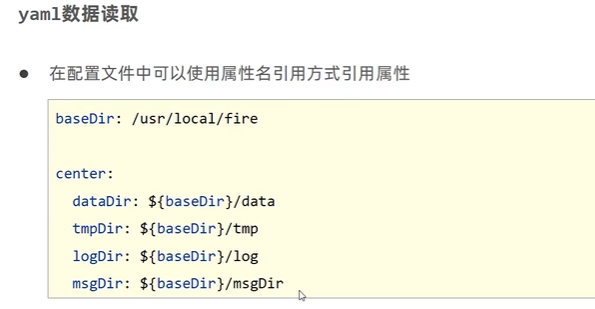 yaml数据读取
● 在配置文件中可以使用属性名引用方式引用属性
baseDir: /usr/local/fire
center:
  dataDir: ${baseDir}/data
  tmpDir: ${baseDir}/tmp
  logDir: ${baseDir}/log
  msgDir: ${baseDir}/msgDir